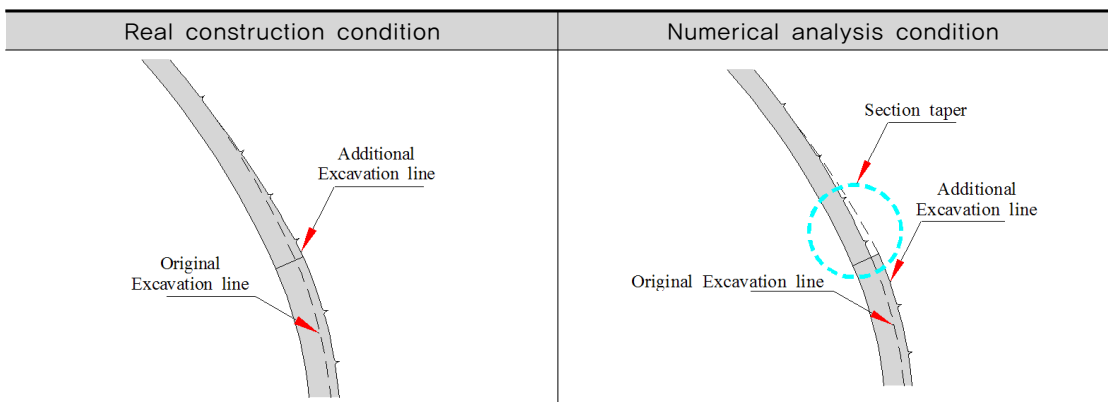 Real construction condition
Numerical analysis condition
Additional
Excavation line
Original
Excavation line
Section taper
Additional
Excavation line
Original Excavation line